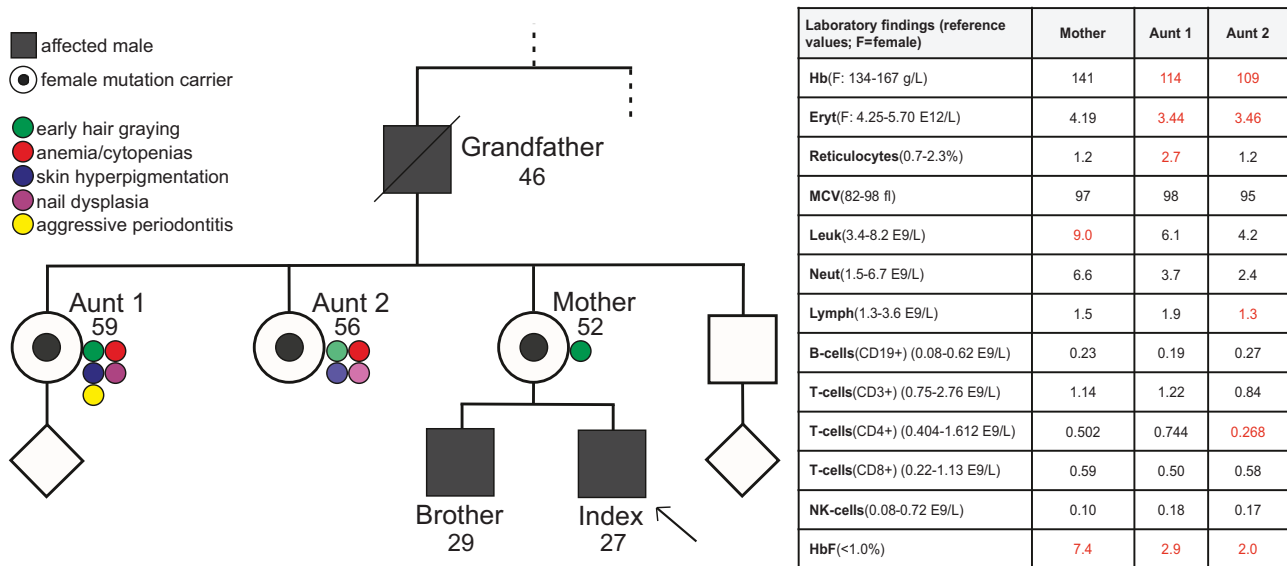 affected male
female mutation carrier
early hair graying
anemia/cytopenias
skin hyperpigmentation
nail dysplasia
aggressive periodontitis
Grandfather
46
Aunt 1
59
Aunt 2
56
Mother
52
Brother
29
Index
27
Laboratory findings (reference
values; F=female)
Mother
Aunt 1
Aunt 2
Hb(F: 134-167 g/L)
141
114
109
Eryt(F: 4.25-5.70 E12/L)
4.19
3.44
3.46
Reticulocytes(0.7-2.3%)
1.2
2.7
1.2
MCV(82-98 fl)
97
98
95
Leuk(3.4-8.2 E9/L)
9.0
6.1
4.2
Neut(1.5-6.7 E9/L)
6.6
3.7
2.4
Lymph(1.3-3.6 E9/L)
1.5
1.9
1.3
B-cells(CD19+) (0.08-0.62 E9/L)
0.23
0.19
0.27
T-cells(CD3+) (0.75-2.76 E9/L)
1.14
1.22
0.84
T-cells(CD4+) (0.404-1.612 E9/L)
0.502
0.744
0.268
T-cells(CD8+) (0.22-1.13 E9/L)
0.59
0.50
0.58
NK-cells(0.08-0.72 E9/L)
0.10
0.18
0.17
HbF(<1.0%)
7.4
2.9
2.0